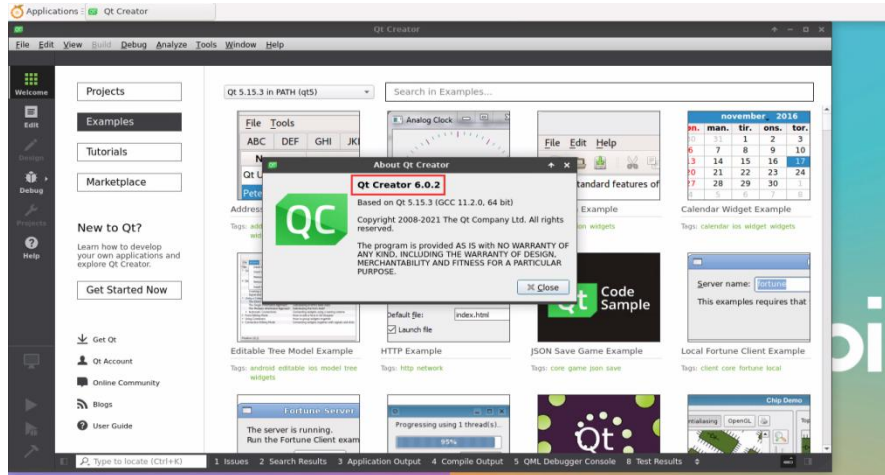 Applications
Qt Creator
Qt Creator
File Edit View Build Debug Analyze Tools Window Help
Welcome
Edit
Design
Debug
Projects
Help
Projects
Examples
Tutorials
Marketplace
New to Qt?
Learn how to develop
your own applications and
explore Qt Creator.
Get Started Now
Get Qt
Qt Account
Online Community
Blogs
User Guide
Qt 5.15.3 in PATH (qt5)
Search in Examples...
File Tools
ABC DEF GHI
Analog Clock
File Edit Help
standard features of
november, 2016
man. tir. ons. tor.
31 1 2 3
7 8 9 10
14 15 16 17
21 22 23 24
28 29 30 1
4 5 6 7 8
About Qt Creator
Qt Creator 6.0.2
QC
Based on Qt 5.15.3 (GCC 11.2.0, 64 bit)
Copyright 2008-2021 The Qt Company Ltd. All rights
reserved.
The program is provided AS IS with NO WARRANTY OF
ANY KIND, INCLUDING THE WARRANTY OF DESIGN,
MERCHANTABILITY AND FITNESS FOR A PARTICULAR
PURPOSE.
Close
Example
widgets
Calendar Widget Example
Tags: calendar ios widget widgets
Default file: index.html
Launch file
Code
Sample
Server name: fortune
This examples requires that
Editable Tree Model Example
Tags: android editable ios model tree
widgets
HTTP Example
Tags: http network
JSON Save Game Example
Tags: core game json save
Local Fortune Client Example
Tags: client core fortune local
Fortune Server
The server is running.
Run the Fortune Client exam
Progressing using 1 thread(s)..
95%
Qt
Chip Demo
OpenGL
Type to locate (Ctrl+K)
1 Issues 2 Search Results 3 Application Output 4 Compile Output 5 QML Debugger Console 8 Test Results